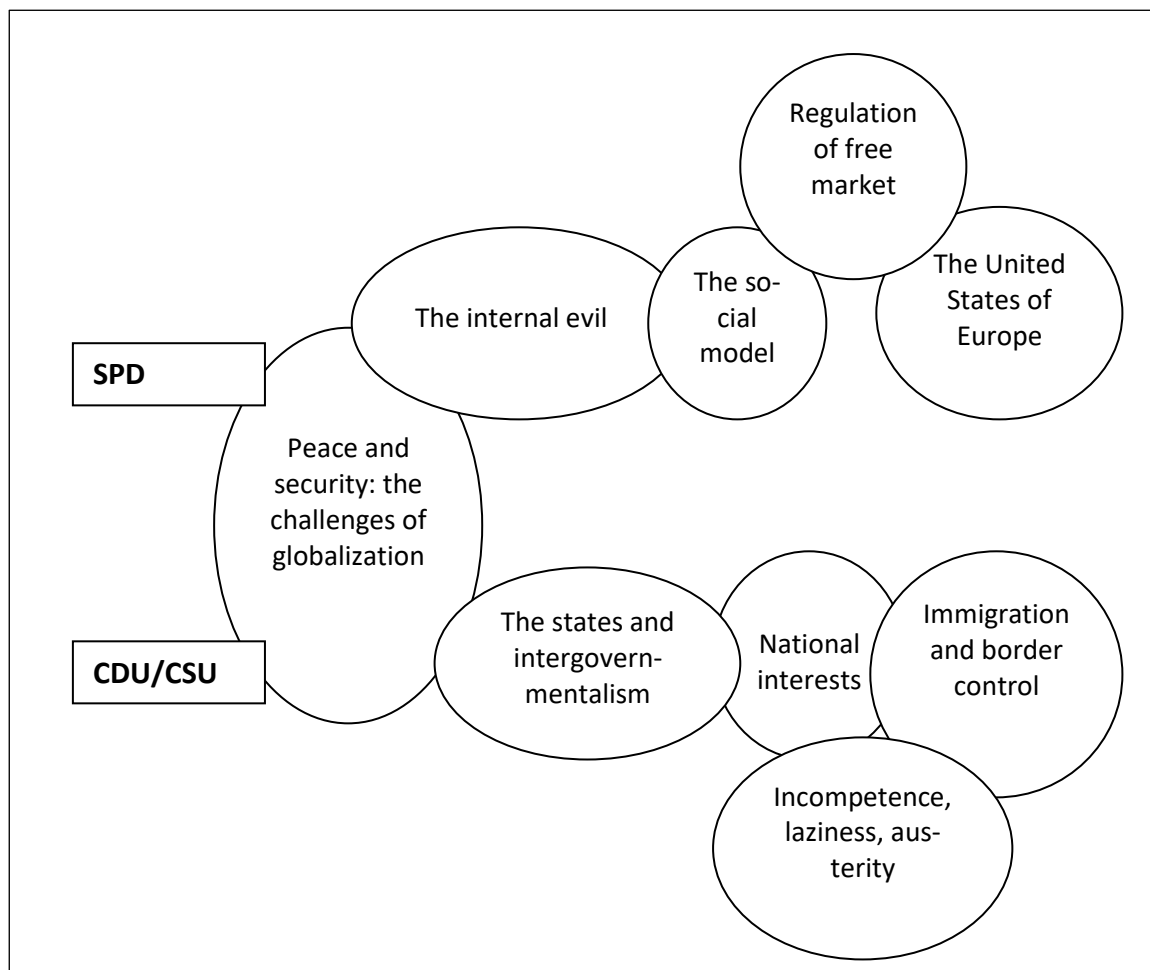 Regulation
of free
market
The United
States of
Europe
The so-
cial
model
The internal evil
SPD
Peace and
security: the
challenges of
globalization
The states and
intergovern-
mentalism
National
interests
Immigration
and border
control
CDU/CSU
Incompetence,
laziness, aus-
terity